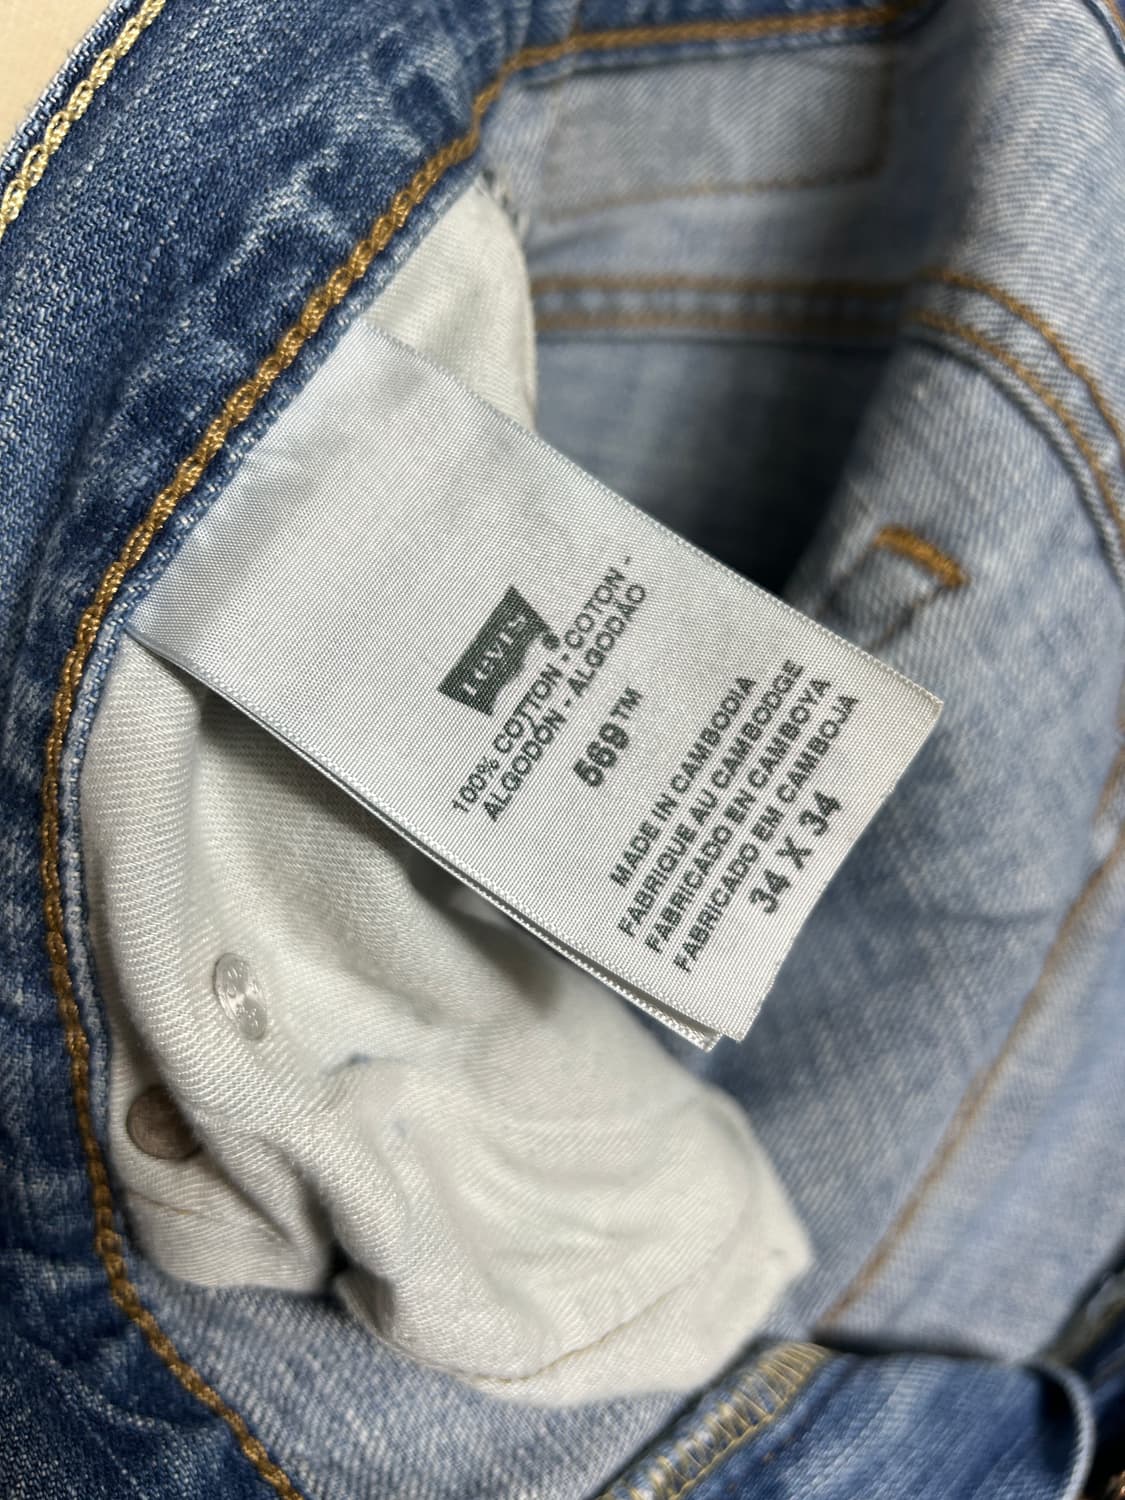 Levi's
100% COTTON - COTON -
ALGODÓN - ALGODÃO
569™
MADE IN CAMBODIA
FABRIQUE AU CAMBODGE
FABRICADO EN CAMBOYA
FABRICADO EM CAMBOJA
34 X 34